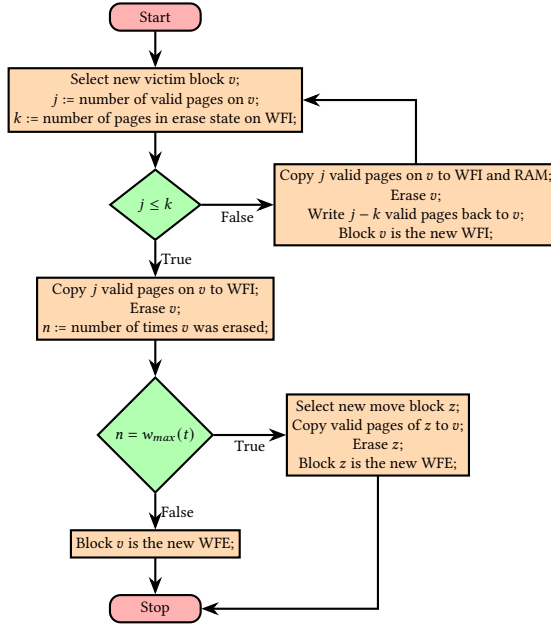 Start
Select new victim block v;
j := number of valid pages on v;
k := number of pages in erase state on WFI;
j ≤ k
False
Copy j valid pages on v to WFI and RAM;
Erase v;
Write j − k valid pages back to v;
Block v is the new WFI;
True
Copy j valid pages on v to WFI;
Erase v;
n := number of times v was erased;
n = w_max(t)
True
Select new move block z;
Copy valid pages of z to v;
Erase z;
Block z is the new WFE;
False
Block v is the new WFE;
Stop